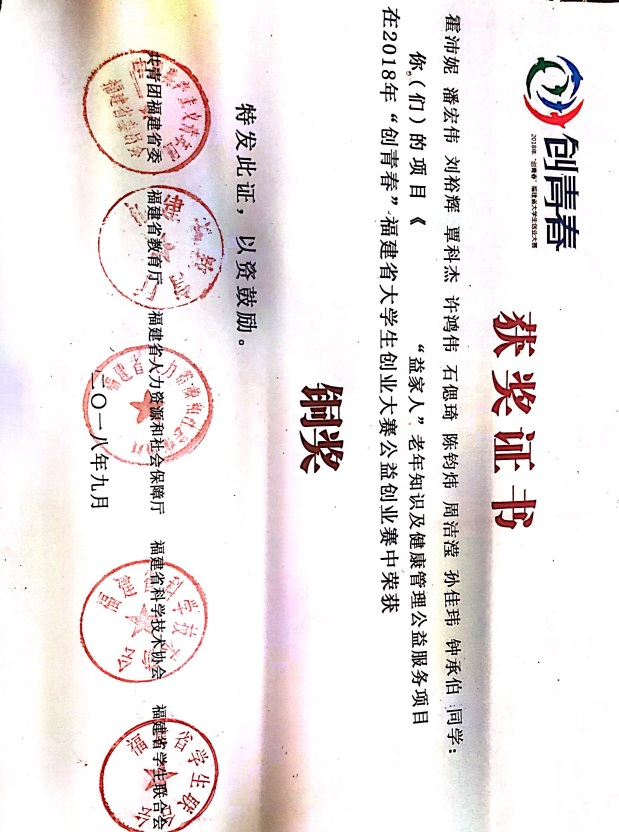 创青春
2018年“创青春”福建省大学生创业大赛
获奖证书
霍沛妮 潘宏伟 刘裕辉 覃科杰 许鸿伟 石偲琦 陈钧炜 周洁滢 孙佳玮 钟承伯 同学：
你（们）的项目《 “益家人”老年知识及健康管理公益服务项目
在2018年“创青春”福建省大学生创业大赛公益创业赛中荣获
铜奖
特发此证，以资鼓励。
共青团福建省委 福建省教育厅 福建省人力资源和社会保障厅 福建省科学技术协会 福建省学生联合会
二〇一八年九月